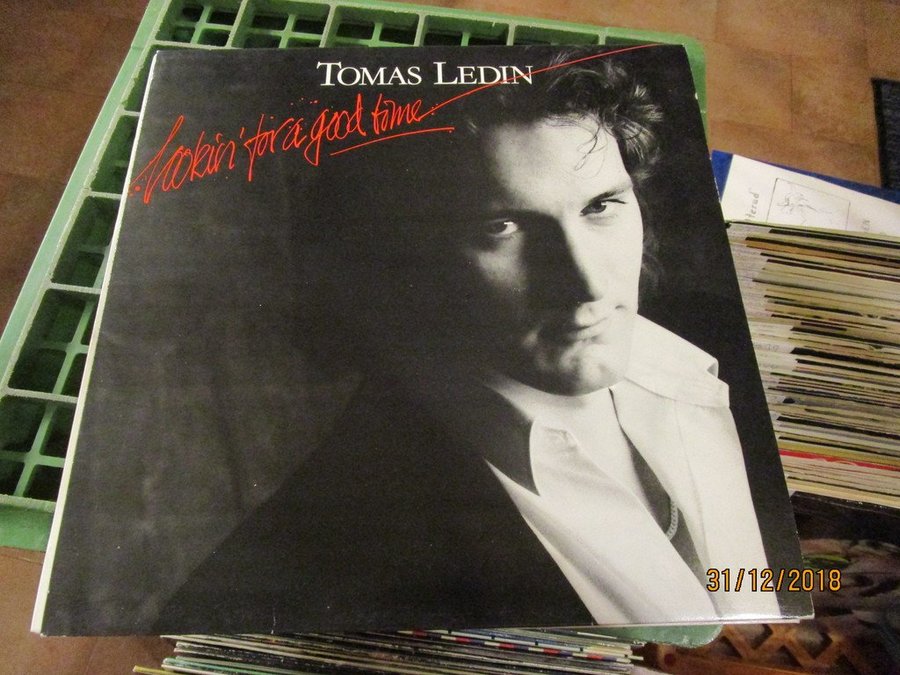 TOMAS LEDIN
Lookin' for a good time
31/12/2018